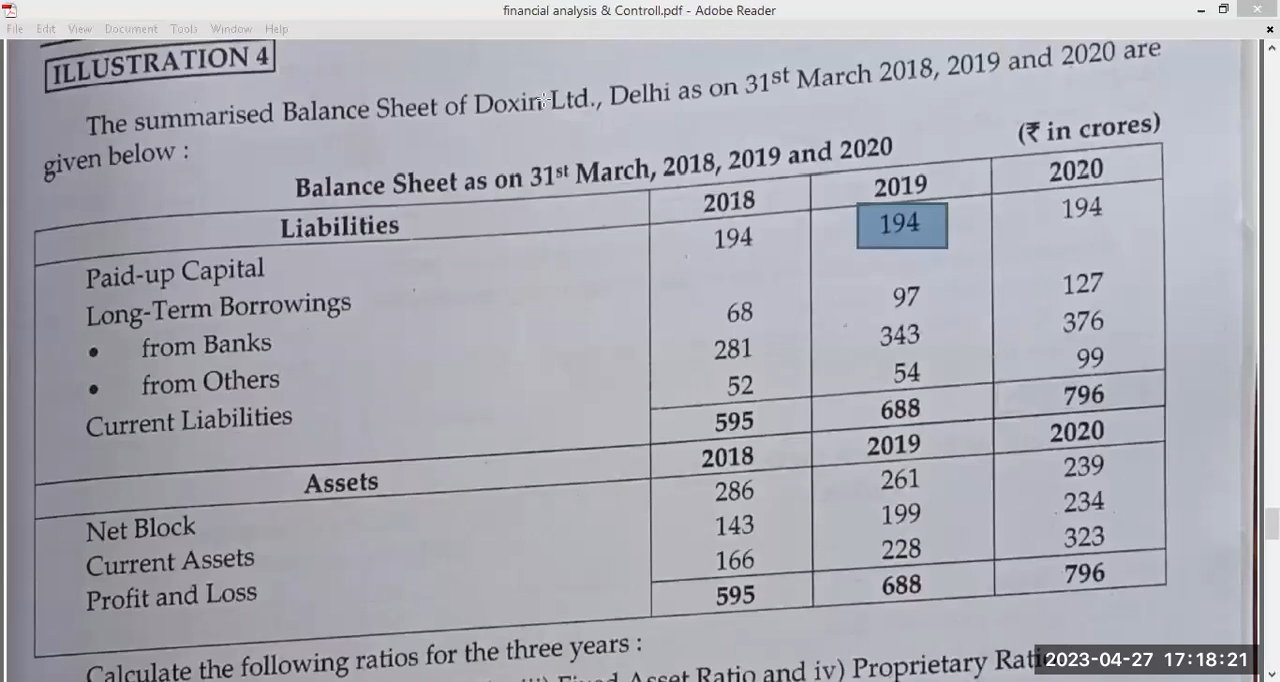 financial analysis & Controll.pdf - Adobe Reader
File Edit View Document Tools Window Help
ILLUSTRATION 4
The summarised Balance Sheet of Doxin Ltd., Delhi as on 31st March 2018, 2019 and 2020 are
given below :
(₹ in crores)
Balance Sheet as on 31st March, 2018, 2019 and 2020
Liabilities 2018 2019 2020
Paid-up Capital 194 194 194
Long-Term Borrowings
• from Banks 68 97 127
• from Others 281 343 376
Current Liabilities 52 54 99
595 688 796
Assets 2018 2019 2020
Net Block 286 261 239
Current Assets 143 199 234
Profit and Loss 166 228 323
595 688 796
Calculate the following ratios for the three years :
Asset Ratio and iv) Proprietary
2023-04-27 17:18:21